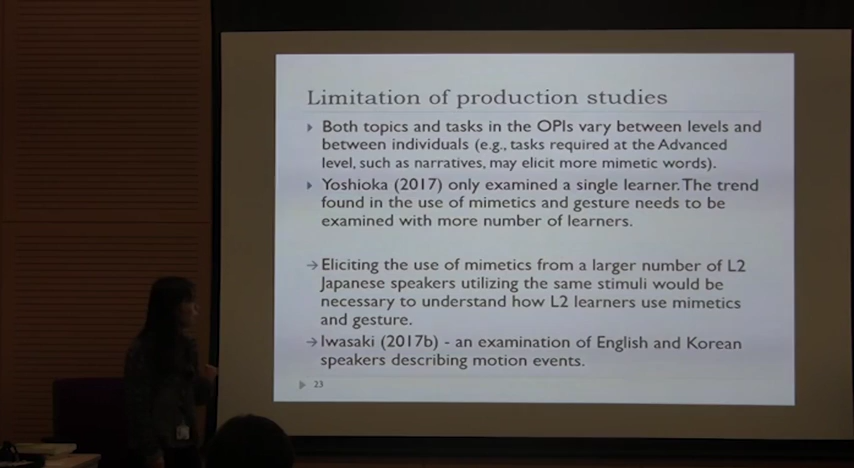 Limitation of production studies
▸ Both topics and tasks in the OPIs vary between levels and
between individuals (e.g., tasks required at the Advanced
level, such as narratives, may elicit more mimetic words).
▸ Yoshioka (2017) only examined a single learner. The trend
found in the use of mimetics and gesture needs to be
examined with more number of learners.
→ Eliciting the use of mimetics from a larger number of L2
Japanese speakers utilizing the same stimuli would be
necessary to understand how L2 learners use mimetics
and gesture.
→ Iwasaki (2017b) - an examination of English and Korean
speakers describing motion events.
▸ 23